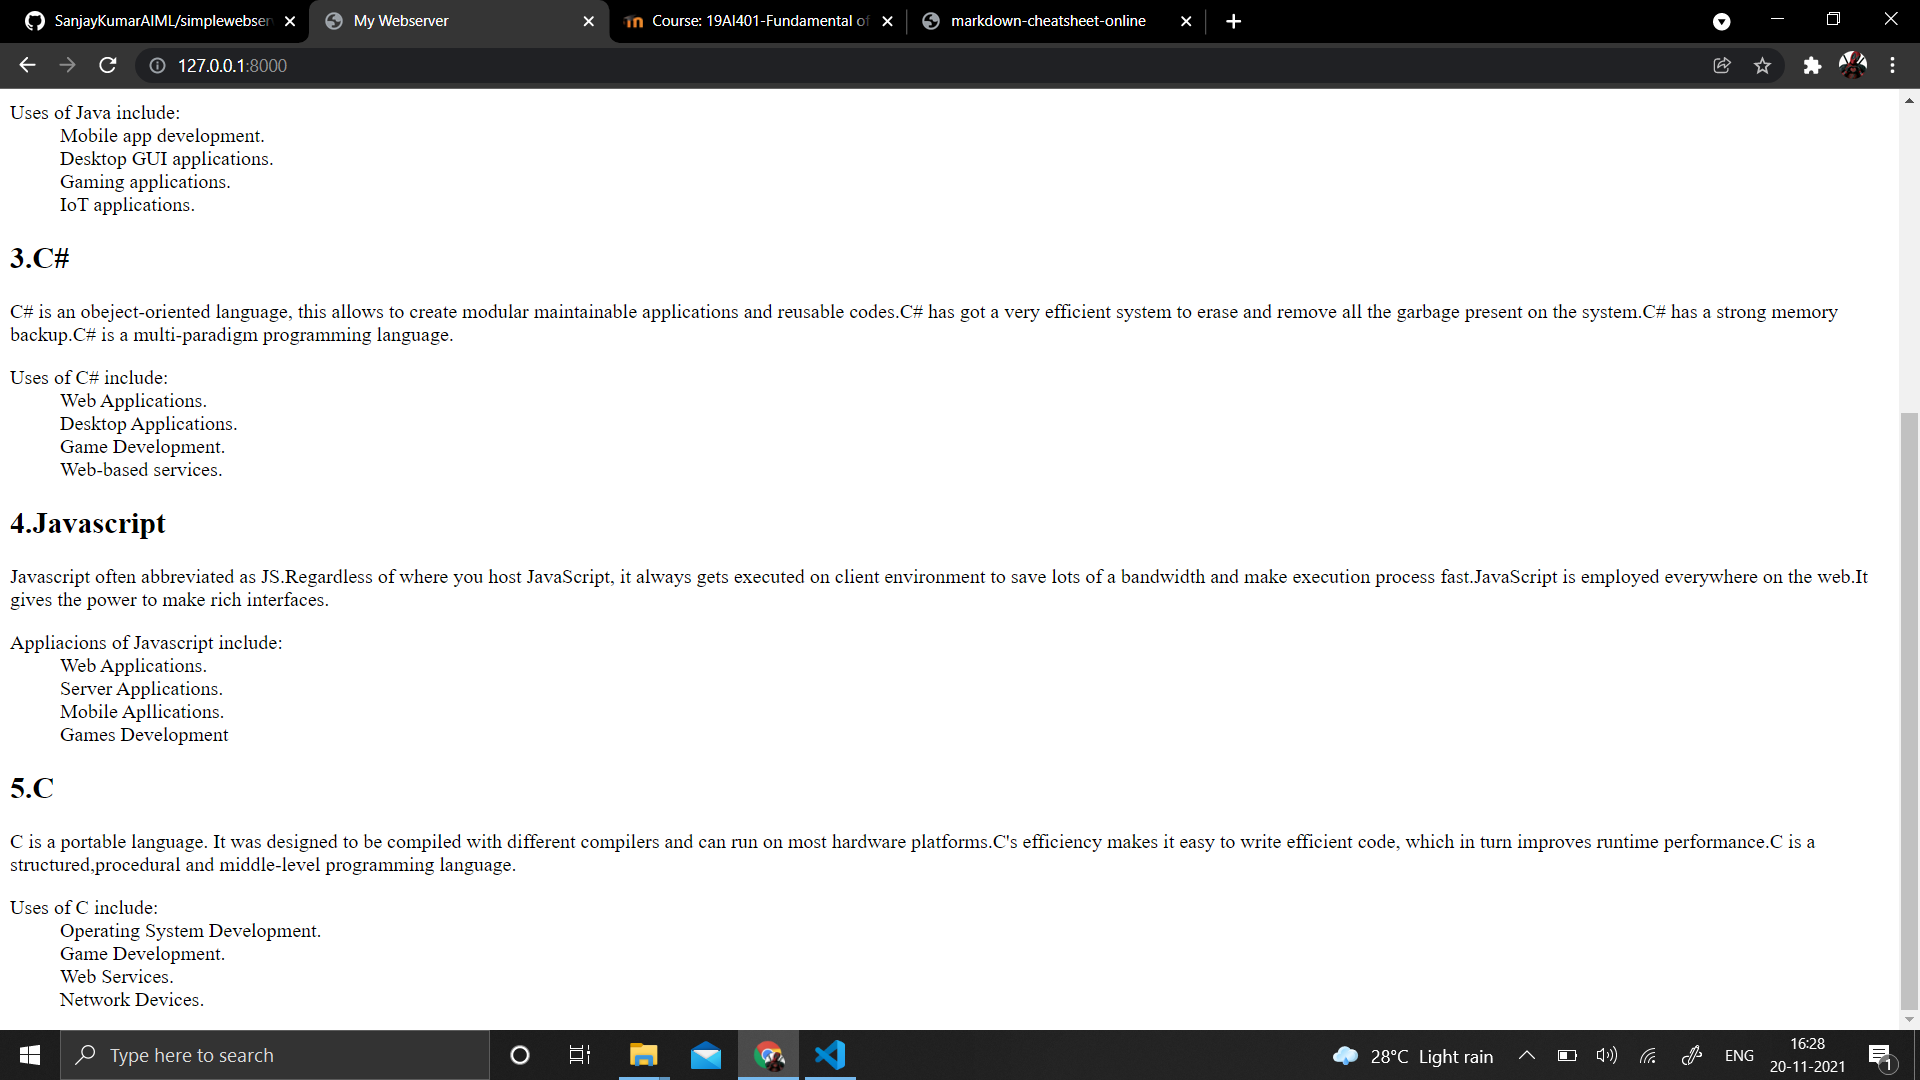 SanjayKumarAIML/simplewebser
My Webserver
Course: 19AI401-Fundamental of
markdown-cheatsheet-online
127.0.0.1:8000
Uses of Java include:
Mobile app development.
Desktop GUI applications.
Gaming applications.
IoT applications.
3.C#
C# is an obeject-oriented language, this allows to create modular maintainable applications and reusable codes.C# has got a very efficient system to erase and remove all the garbage present on the system.C# has a strong memory
backup.C# is a multi-paradigm programming language.
Uses of C# include:
Web Applications.
Desktop Applications.
Game Development.
Web-based services.
4.Javascript
Javascript often abbreviated as JS.Regardless of where you host JavaScript, it always gets executed on client environment to save lots of a bandwidth and make execution process fast.JavaScript is employed everywhere on the web.It
gives the power to make rich interfaces.
Appliacions of Javascript include:
Web Applications.
Server Applications.
Mobile Apllications.
Games Development
5.C
C is a portable language. It was designed to be compiled with different compilers and can run on most hardware platforms.C's efficiency makes it easy to write efficient code, which in turn improves runtime performance.C is a
structured,procedural and middle-level programming language.
Uses of C include:
Operating System Development.
Game Development.
Web Services.
Network Devices.
Type here to search
28°C Light rain
ENG
16:28
20-11-2021
1